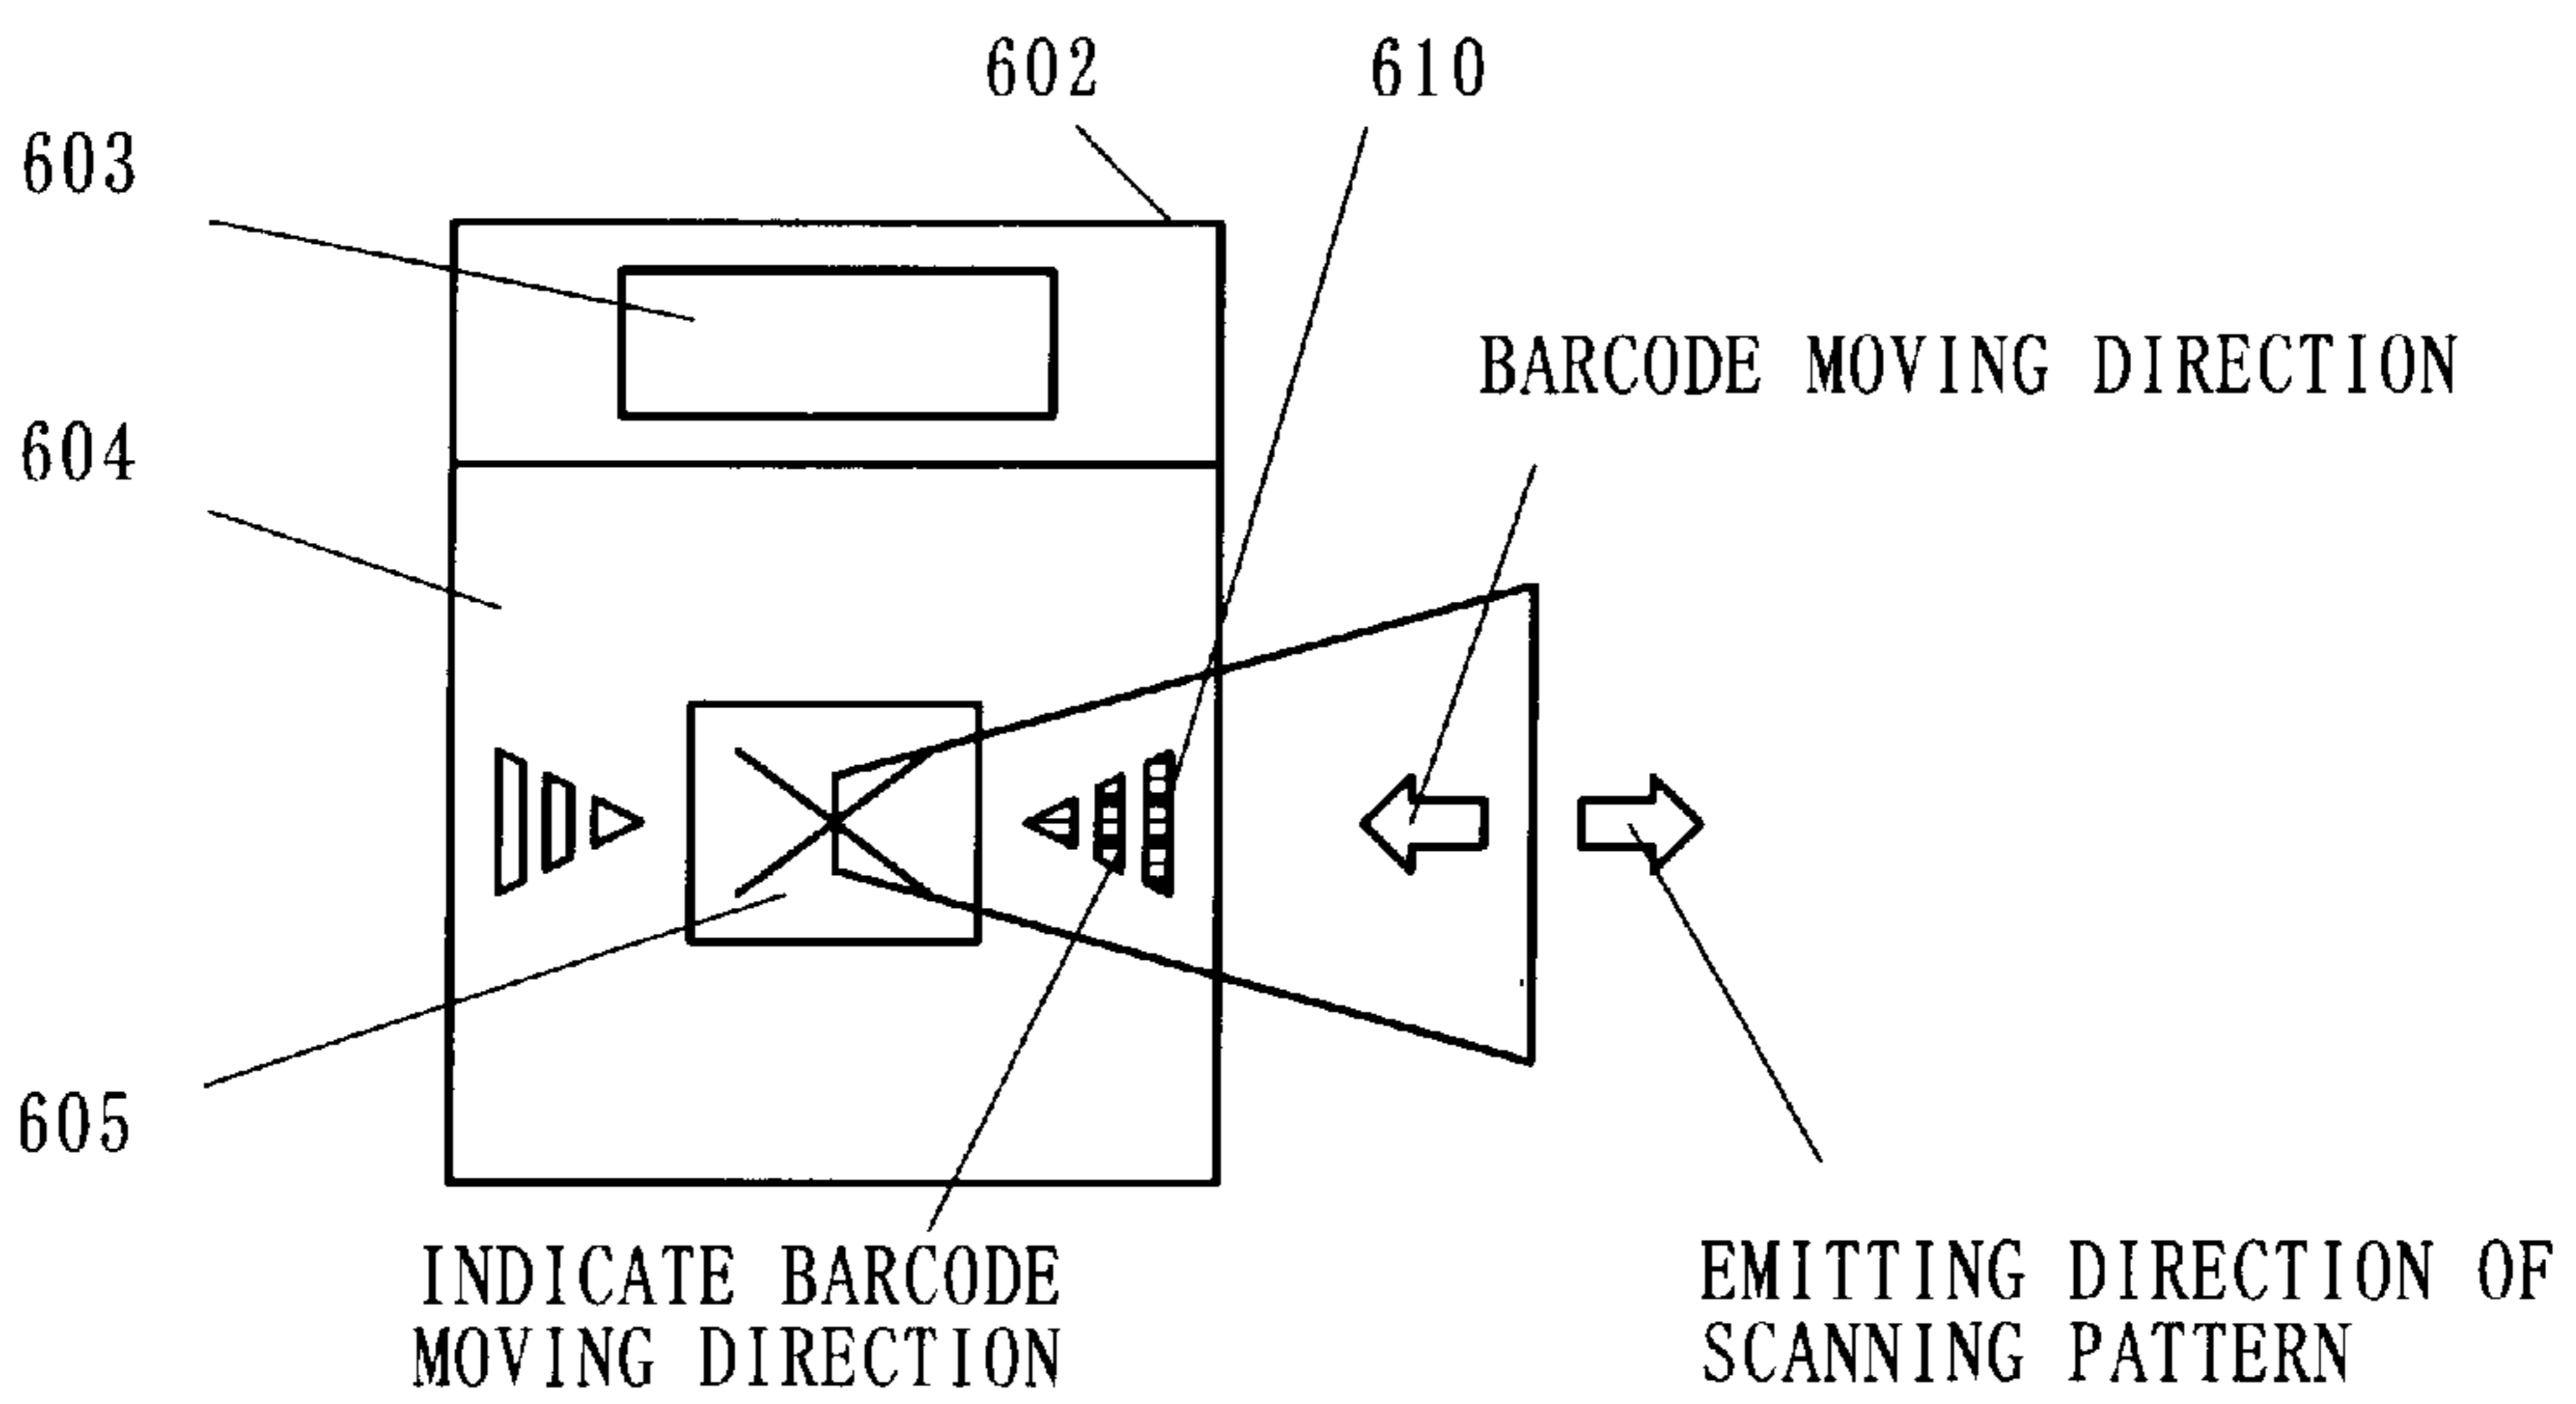 602
610
603
BARCODE MOVING DIRECTION
604
605
INDICATE BARCODE
MOVING DIRECTION
EMITTING DIRECTION OF
SCANNING PATTERN